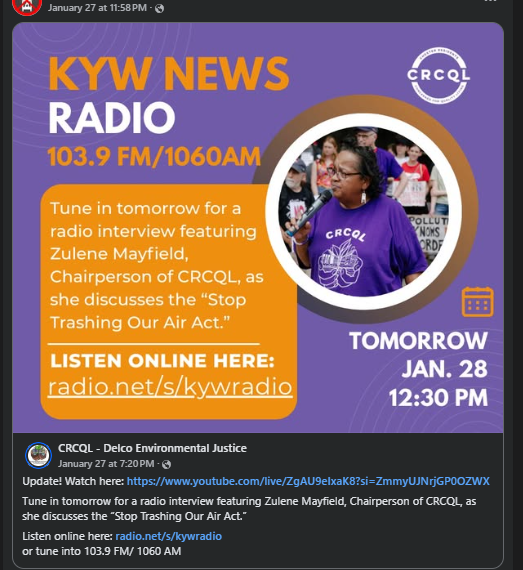 January 27 at 11:58 PM ·
KYW NEWS
RADIO
103.9 FM/1060AM
CRCQL
Tune in tomorrow for a
radio interview featuring
Zulene Mayfield,
Chairperson of CRCQL, as
she discusses the “Stop
Trashing Our Air Act.”
LISTEN ONLINE HERE:
radio.net/s/kywradio
CRCQL
POLLUT
TOMORROW
JAN. 28
12:30 PM
CRCQL - Delco Environmental Justice
January 27 at 7:20 PM ·
Update! Watch here: https://www.youtube.com/live/ZgAU9eIxaK8?si=ZmmyUJNrjGP0OZWX
Tune in tomorrow for a radio interview featuring Zulene Mayfield, Chairperson of CRCQL, as
she discusses the “Stop Trashing Our Air Act.”
Listen online here: radio.net/s/kywradio
or tune into 103.9 FM/ 1060 AM